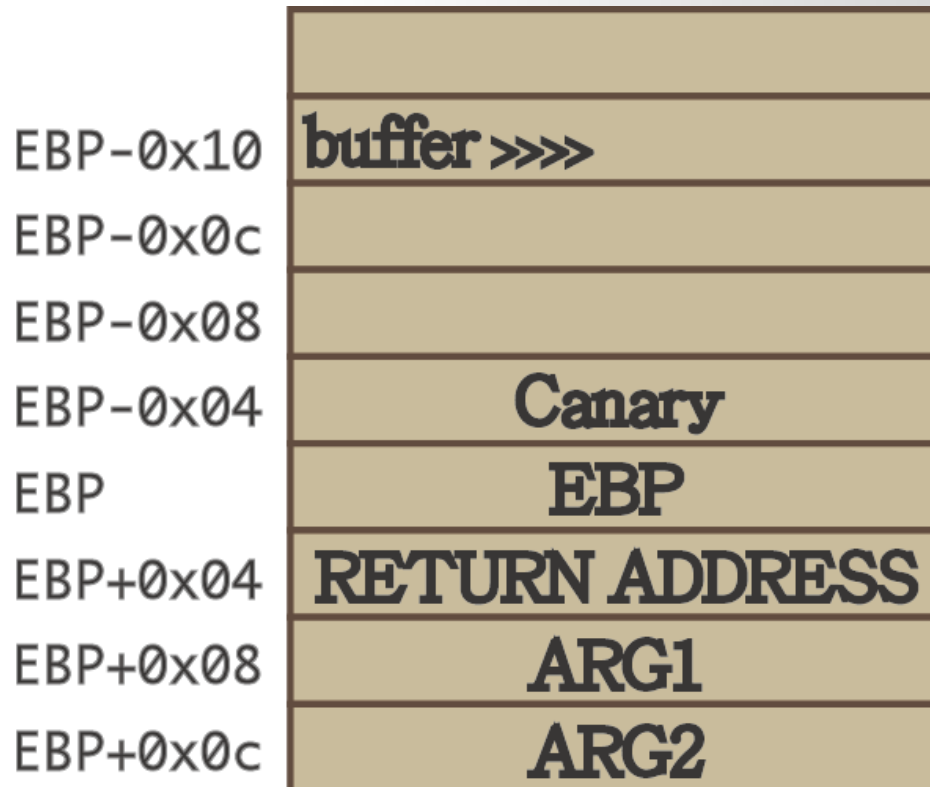 EBP-0x10 buffer >>>>
EBP-0x0c
EBP-0x08
EBP-0x04 Canary
EBP EBP
EBP+0x04 RETURN ADDRESS
EBP+0x08 ARG1
EBP+0x0c ARG2